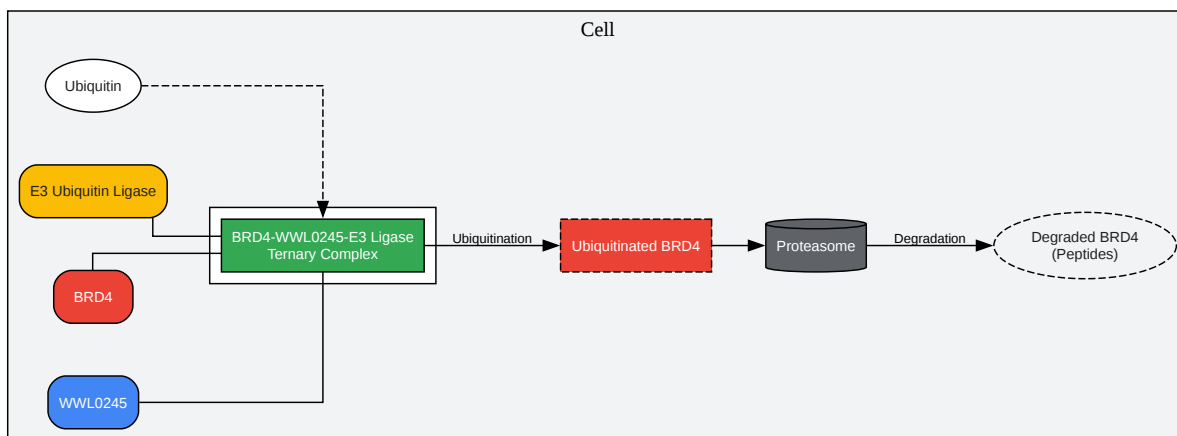 Cell
Ubiquitin
E3 Ubiquitin Ligase
BRD4-WWL0245-E3 Ligase
Ternary Complex
Ubiquitination
Ubiquitinated BRD4
Proteasome
Degradation
Degraded BRD4
(Peptides)
BRD4
WWL0245